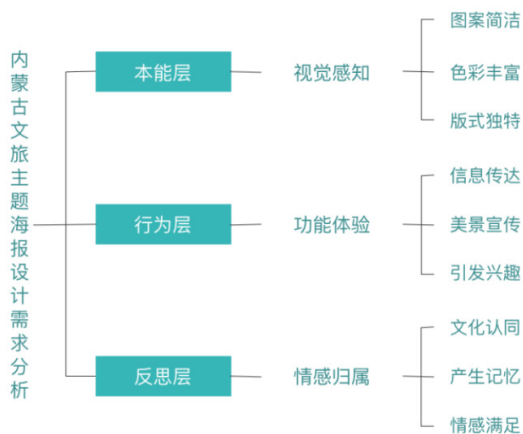 内蒙古文旅主题海报设计需求分析
本能层
视觉感知
图案简洁
色彩丰富
版式独特
行为层
功能体验
信息传达
美景宣传
引发兴趣
反思层
情感归属
文化认同
产生记忆
情感满足